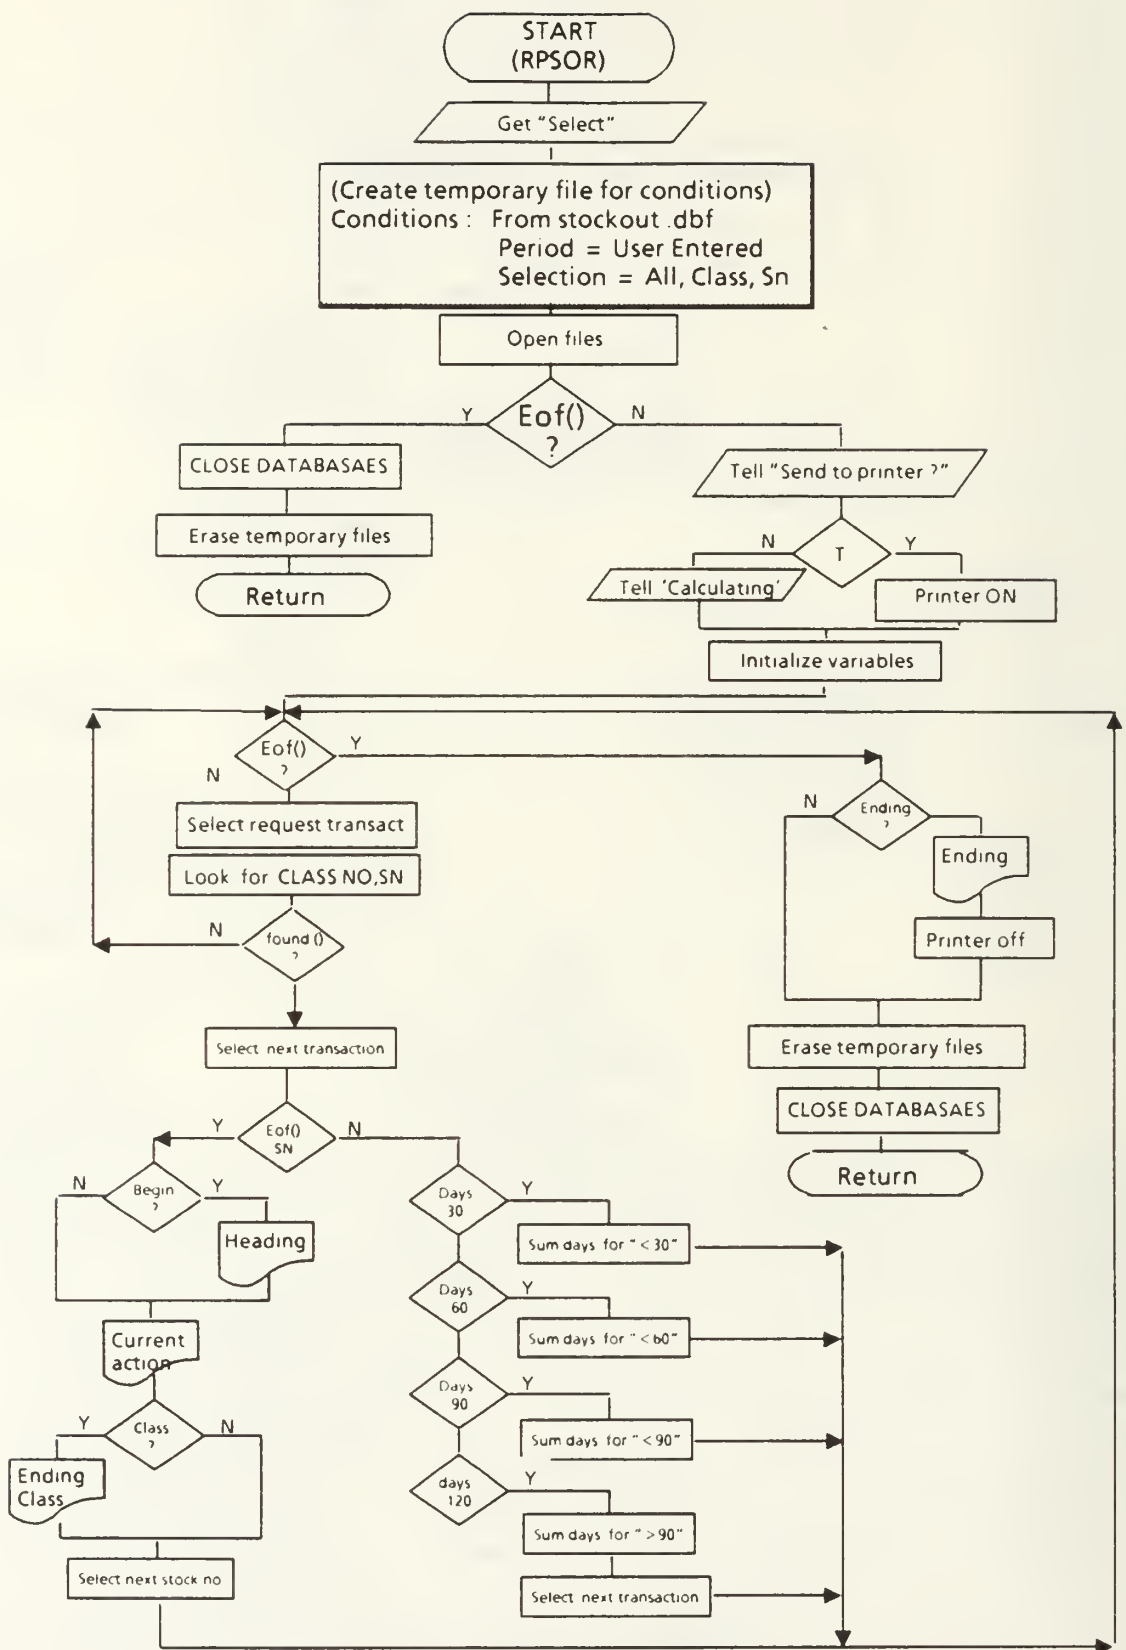 START
(RPSOR)
Get "Select"
(Create temporary file for conditions)
Conditions : From stockout .dbf
Period = User Entered
Selection = All, Class, Sn
Open files
Y
Eof()
?
N
CLOSE DATABASAES
Erase temporary files
Return
Tell "Send to printer ?"
N
T
Y
Tell 'Calculating'
Printer ON
Initialize variables
Eof()
?
Y
N
Select request transact
Look for CLASS NO,SN
N
found ()
?
N
Ending
?
Ending
Printer off
Select next transaction
Erase temporary files
CLOSE DATABASAES
Return
Y
Eof()
SN
N
N
Begin
?
Y
Heading
Days
30
Y
Sum days for " < 30"
Days
60
Y
Sum days for " < 60"
Current
action
Days
90
Y
Sum days for " < 90"
Y
Class
?
N
Ending
Class
days
120
Y
Sum days for " > 90"
Select next stock no
Select next transaction